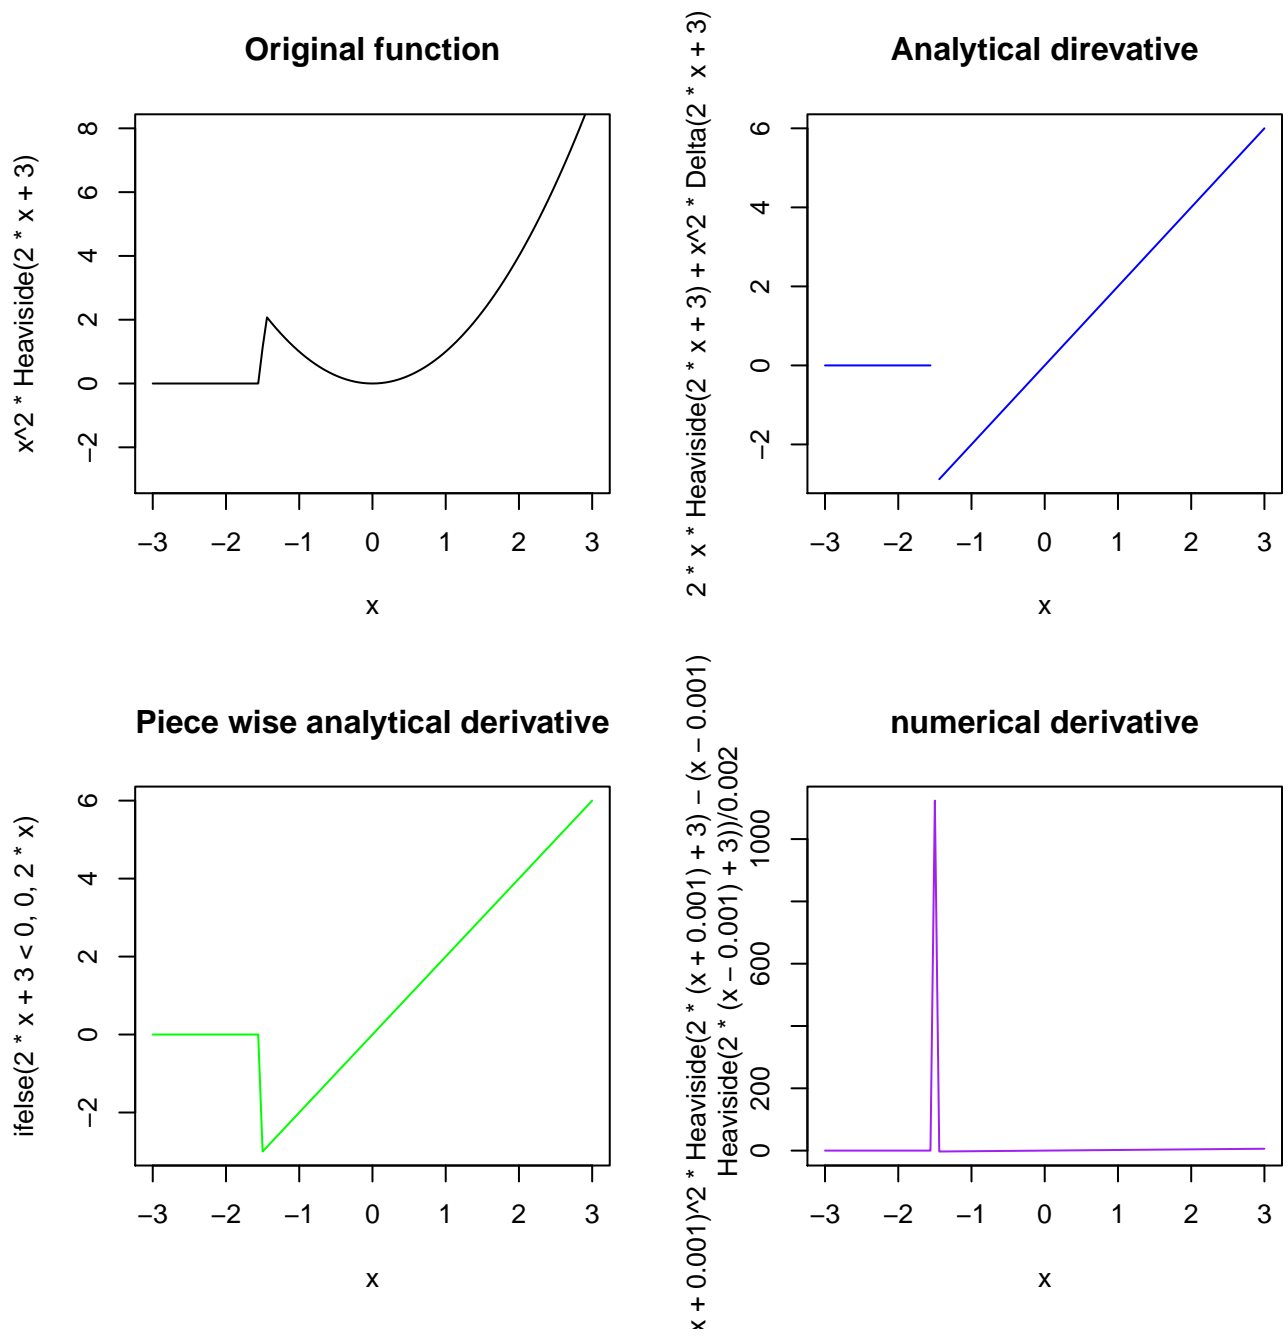 Original function
x^2 * Heaviside(2 * x + 3)
8
6
4
2
0
−2
−3 −2 −1 0 1 2 3
x
Analytical direvative
2 * x * Heaviside(2 * x + 3) + x^2 * Delta(2 * x + 3)
6
4
2
0
−2
−3 −2 −1 0 1 2 3
x
Piece wise analytical derivative
ifelse(2 * x + 3 < 0, 0, 2 * x)
6
4
2
0
−2
−3 −2 −1 0 1 2 3
x
numerical derivative
x + 0.001)^2 * Heaviside(2 * (x + 0.001) + 3) − (x − 0.001)
Heaviside(2 * (x − 0.001) + 3))/0.002
1000
600
200
0
−3 −2 −1 0 1 2 3
x